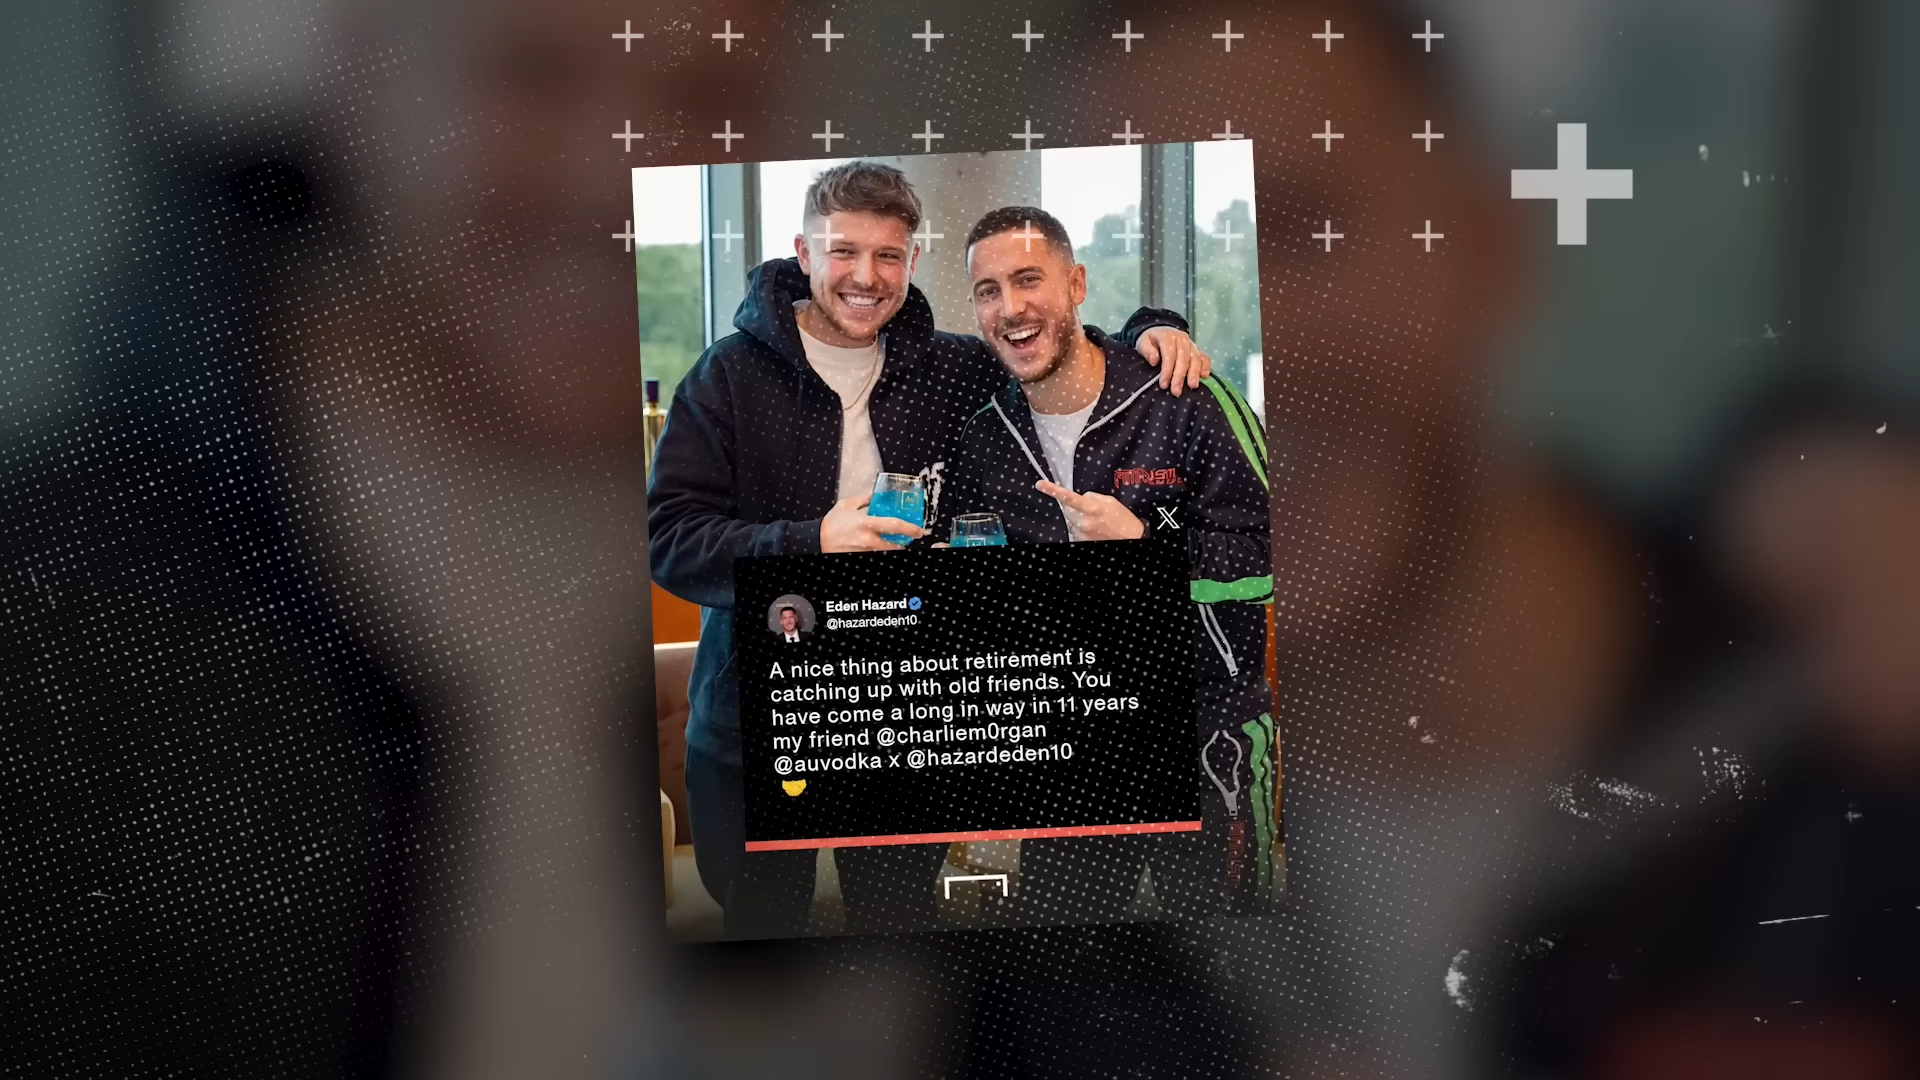 Eden Hazard
@hazardeden10
A nice thing about retirement is
catching up with old friends. You
have come a long in way in 11 years
my friend @charliem0rgan
@auvodka x @hazardeden10